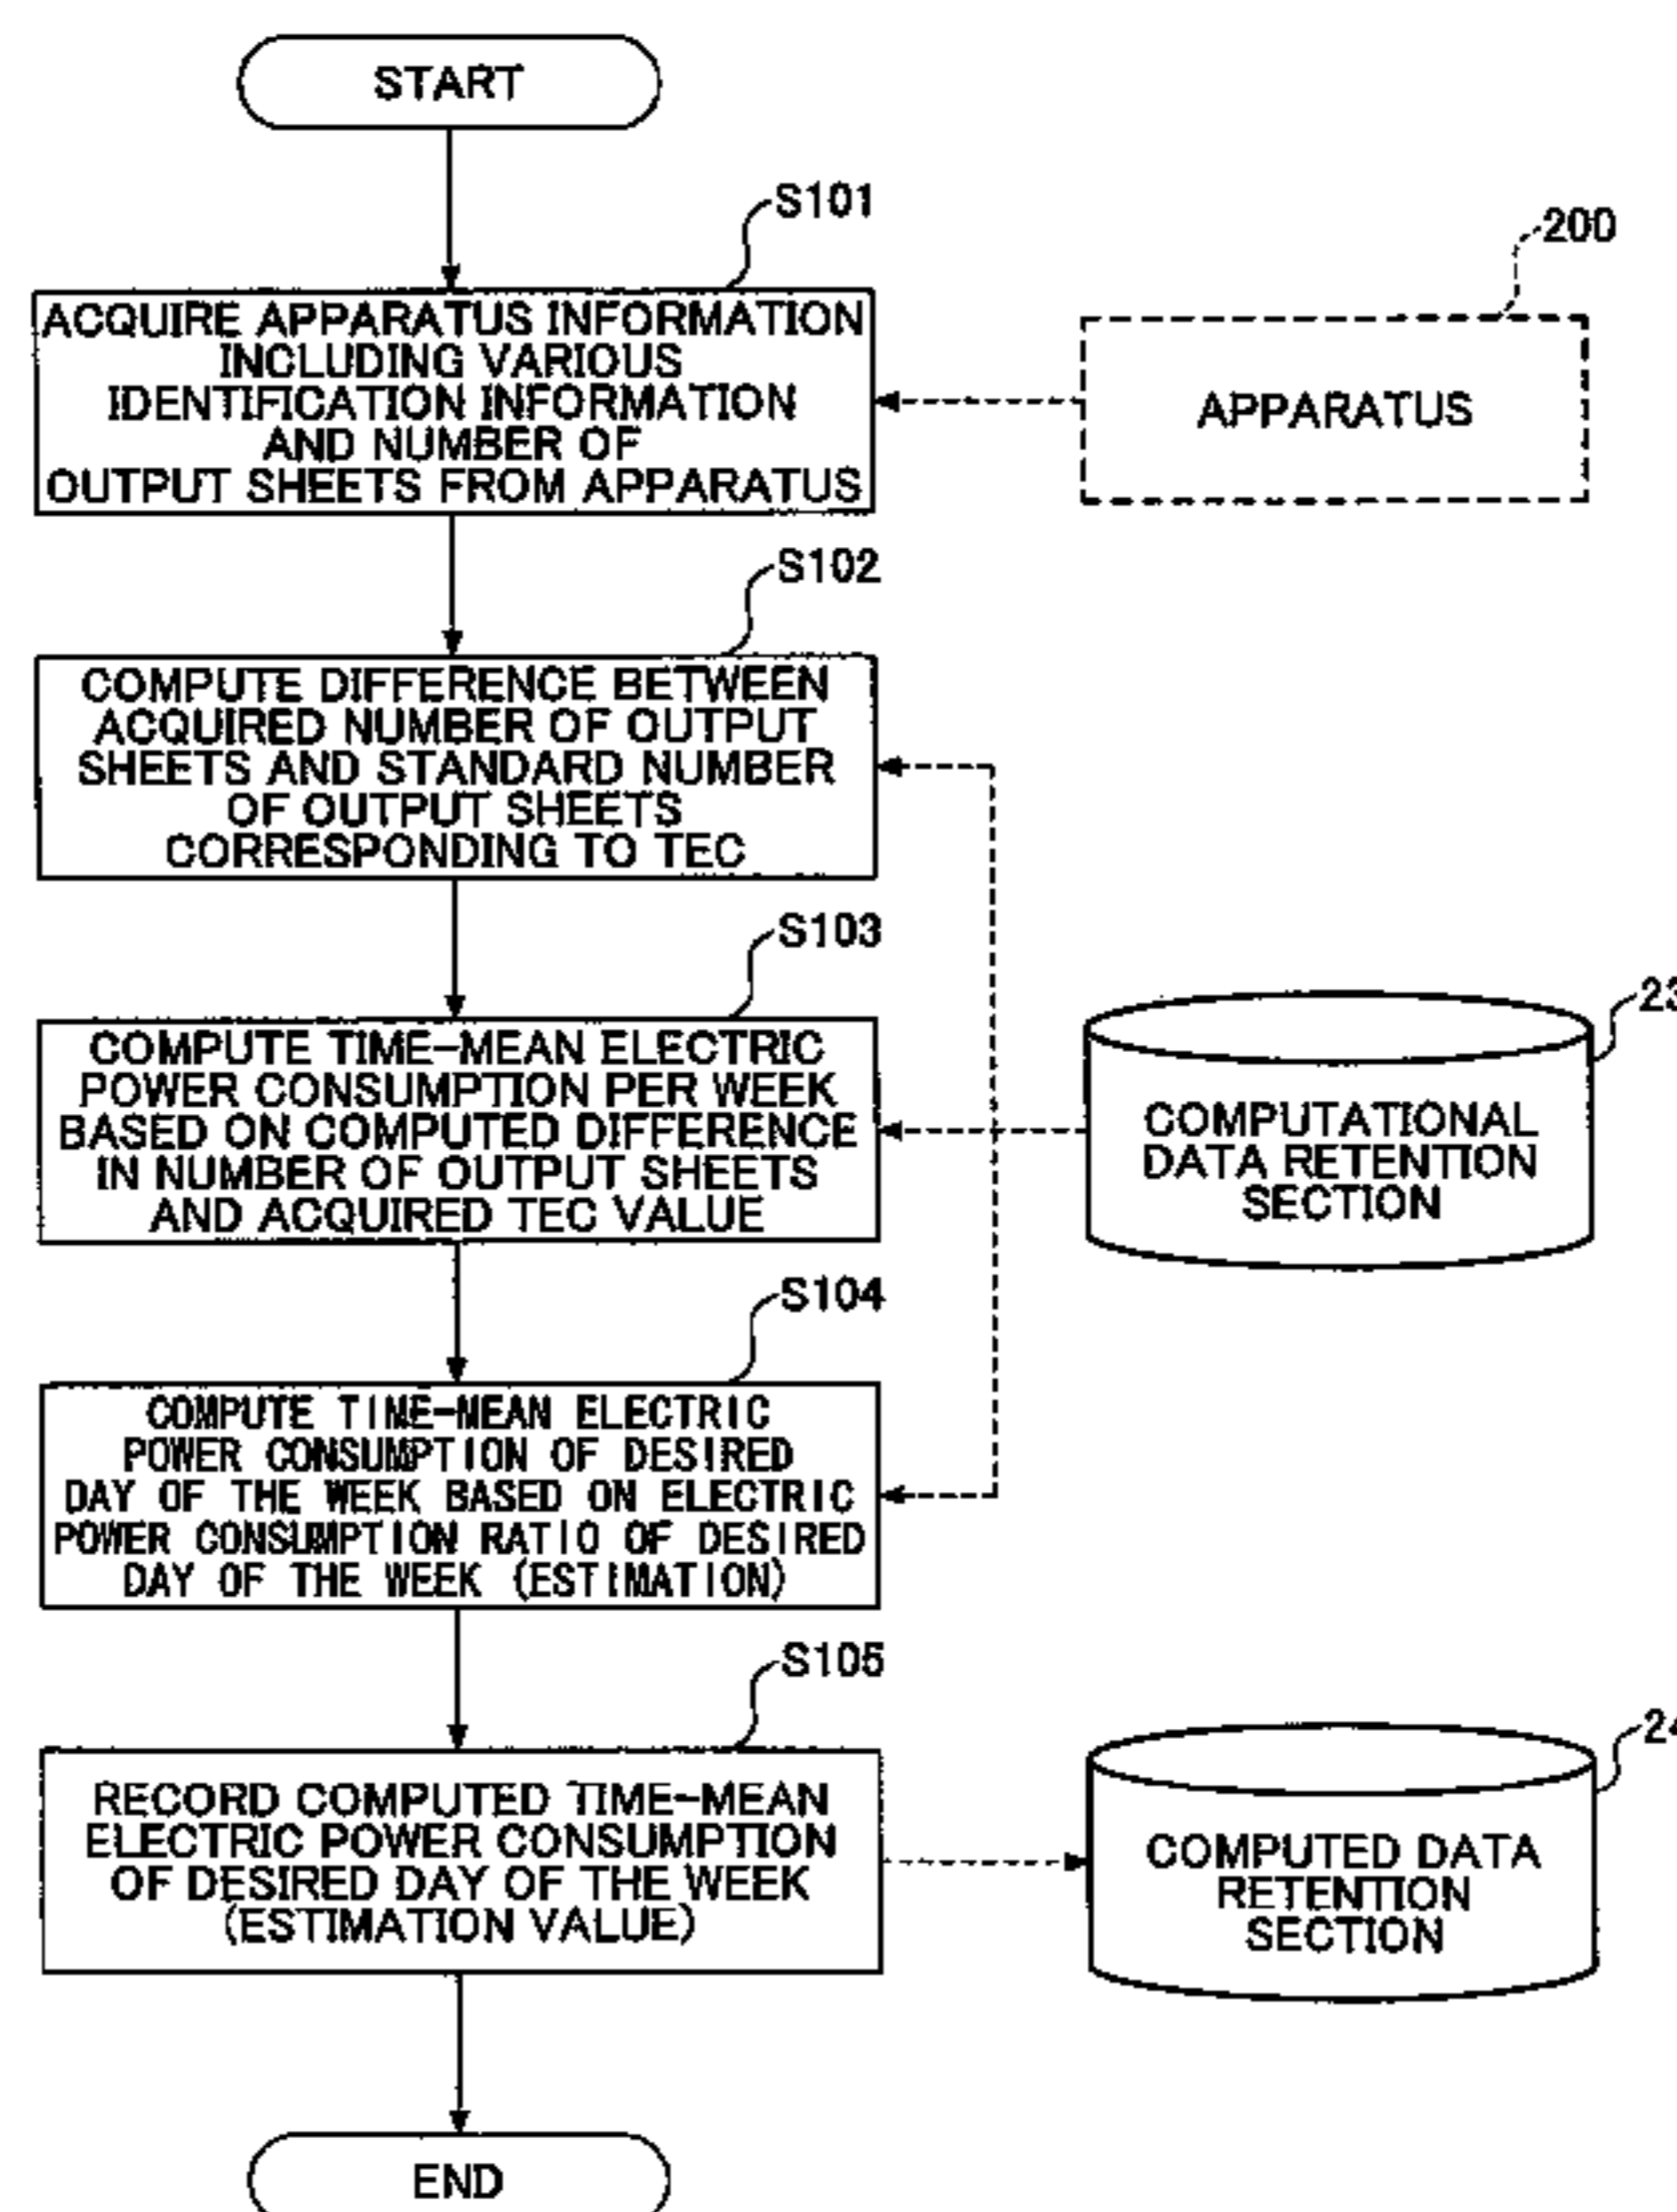 START
S101
ACQUIRE APPARATUS INFORMATION
INCLUDING VARIOUS
IDENTIFICATION INFORMATION
AND NUMBER OF
OUTPUT SHEETS FROM APPARATUS
200
APPARATUS
S102
COMPUTE DIFFERENCE BETWEEN
ACQUIRED NUMBER OF OUTPUT
SHEETS AND STANDARD NUMBER
OF OUTPUT SHEETS
CORRESPONDING TO TEC
S103
COMPUTE TIME-MEAN ELECTRIC
POWER CONSUMPTION PER WEEK
BASED ON COMPUTED DIFFERENCE
IN NUMBER OF OUTPUT SHEETS
AND ACQUIRED TEC VALUE
23
COMPUTATIONAL
DATA RETENTION
SECTION
S104
COMPUTE TIME-MEAN ELECTRIC
POWER CONSUMPTION OF DESIRED
DAY OF THE WEEK BASED ON ELECTRIC
POWER CONSUMPTION RATIO OF DESIRED
DAY OF THE WEEK (ESTIMATION)
S105
RECORD COMPUTED TIME-MEAN
ELECTRIC POWER CONSUMPTION
OF DESIRED DAY OF THE WEEK
(ESTIMATION VALUE)
24
COMPUTED DATA
RETENTION
SECTION
END